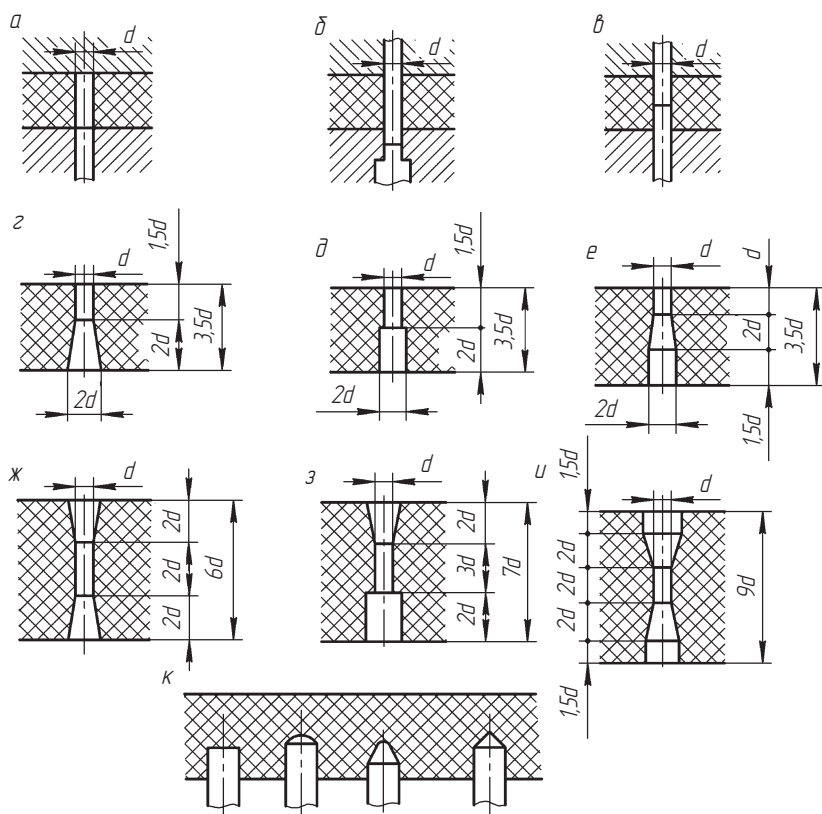 а б в
d d d
г д е
1,5d d 2d 3,5d 2d
1,5d d 2d 3,5d 2d
d d 2d 3,5d 2d 1,5d
ж з и
d 2d 2d 2d 6d
d 2d 3d 2d 7d
1,5d d 2d 2d 2d 9d 1,5d
к